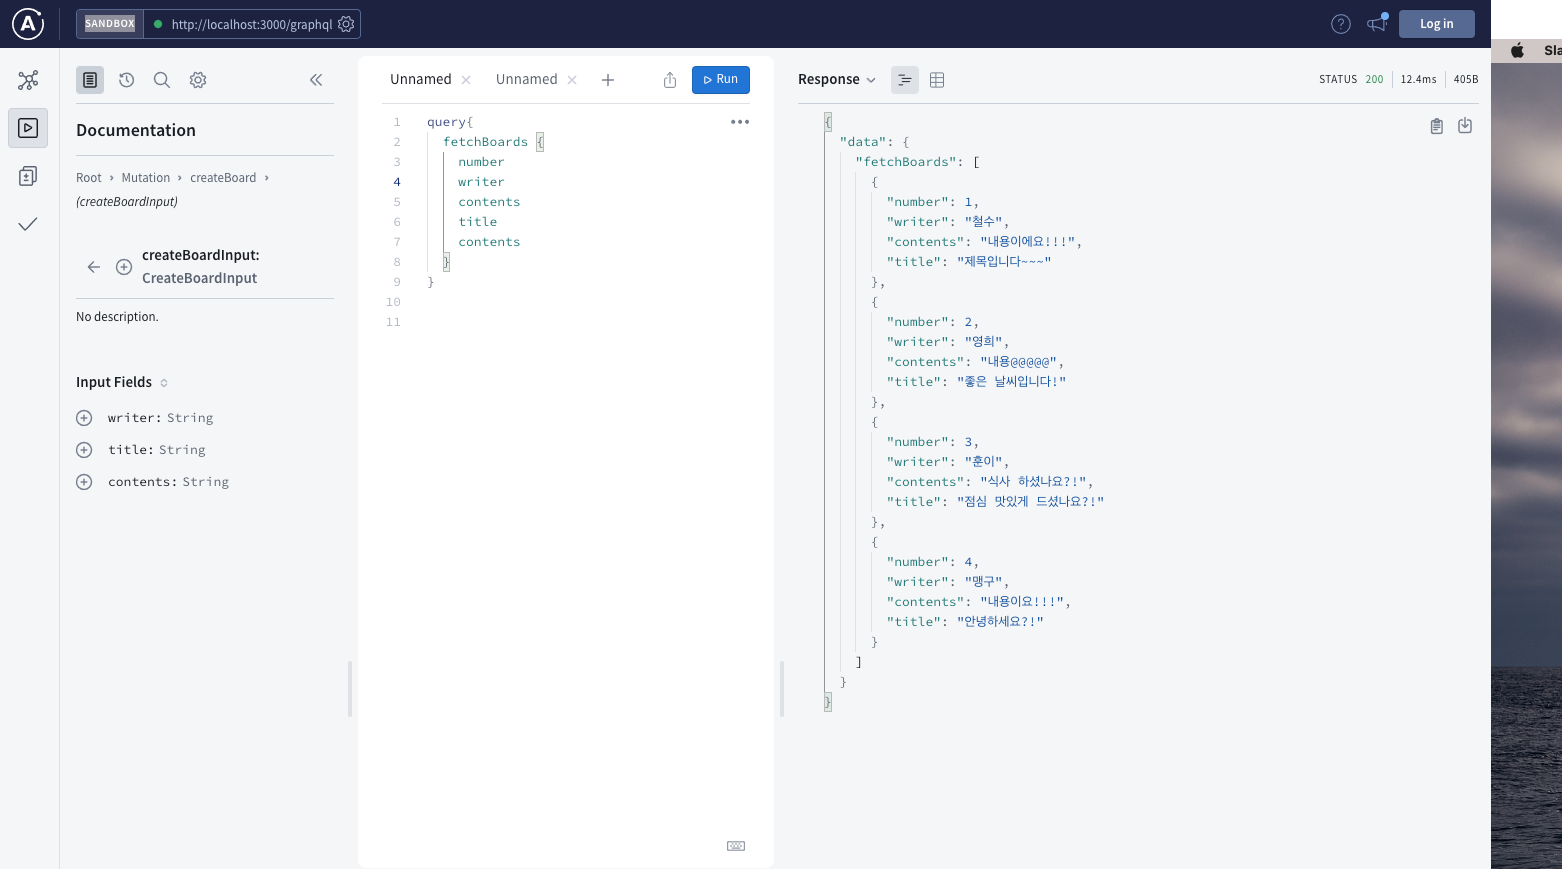 A
SANDBOX
http://localhost:3000/graphql
?
Log in
Sla
Documentation
Root › Mutation › createBoard ›
(createBoardInput)
createBoardInput:
CreateBoardInput
No description.
Input Fields
writer: String
title: String
contents: String
Unnamed
Unnamed
Run
1 query{
2 fetchBoards {
3 number
4 writer
5 contents
6 title
7 contents
8 }
9 }
10
11
Response
STATUS 200 12.4ms 405B
{
"data": {
"fetchBoards": [
{
"number": 1,
"writer": "철수",
"contents": "내용이에요!!!",
"title": "제목입니다~~~"
},
{
"number": 2,
"writer": "영희",
"contents": "내용@@@@@",
"title": "좋은 날씨입니다!"
},
{
"number": 3,
"writer": "훈이",
"contents": "식사 하셨나요?!",
"title": "점심 맛있게 드셨나요?!"
},
{
"number": 4,
"writer": "맹구",
"contents": "내용이요!!!",
"title": "안녕하세요?!"
}
]
}
}